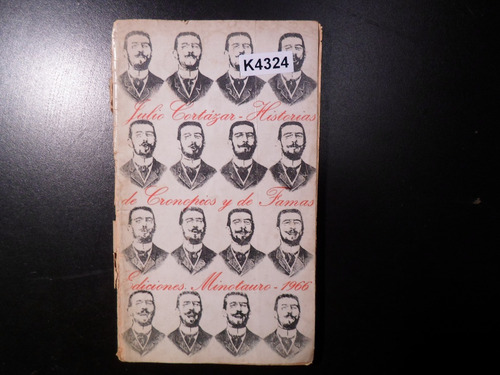 K4324
Julio Cortázar - Historias
de Cronopios y de Famas
Ediciones Minotauro - 1966